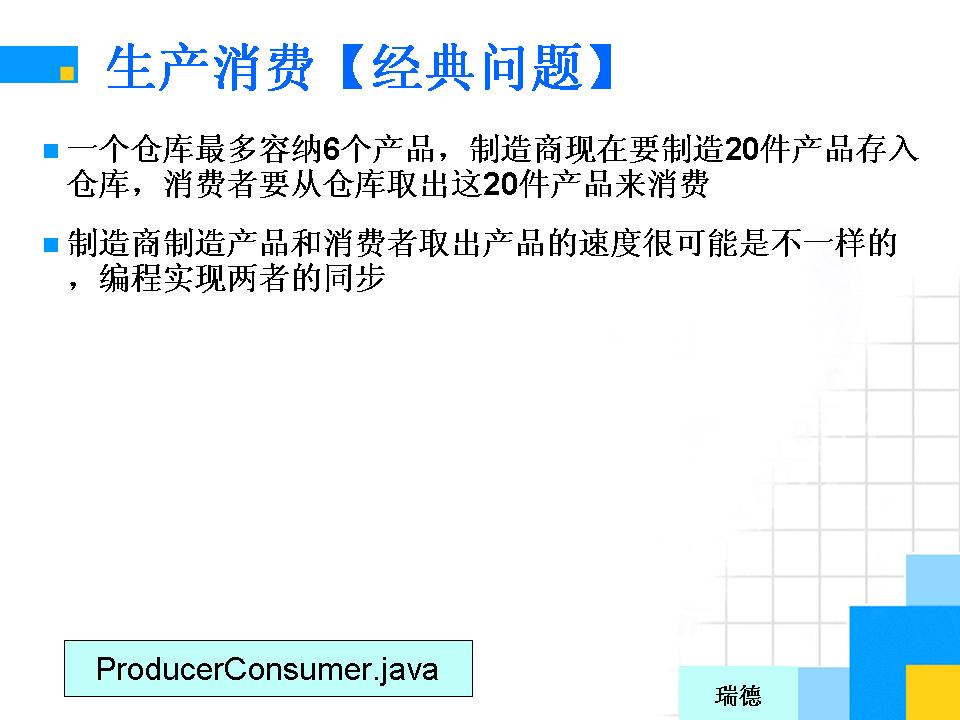 生产消费【经典问题】
一个仓库最多容纳6个产品，制造商现在要制造20件产品存入
仓库，消费者要从仓库取出这20件产品来消费
制造商制造产品和消费者取出产品的速度很可能是不一样的
，编程实现两者的同步
ProducerConsumer.java
瑞德